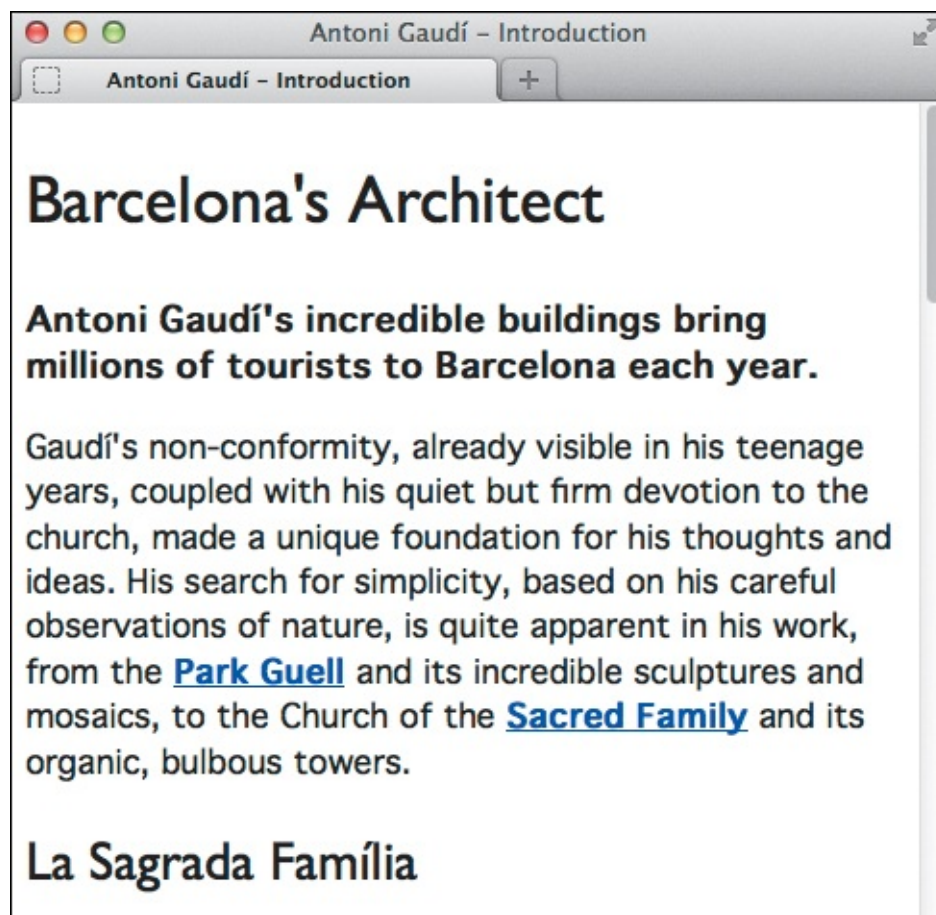 Antoni Gaudí – Introduction
Antoni Gaudí – Introduction
Barcelona's Architect
Antoni Gaudí's incredible buildings bring
millions of tourists to Barcelona each year.
Gaudí's non-conformity, already visible in his teenage
years, coupled with his quiet but firm devotion to the
church, made a unique foundation for his thoughts and
ideas. His search for simplicity, based on his careful
observations of nature, is quite apparent in his work,
from the Park Guell and its incredible sculptures and
mosaics, to the Church of the Sacred Family and its
organic, bulbous towers.
La Sagrada Família